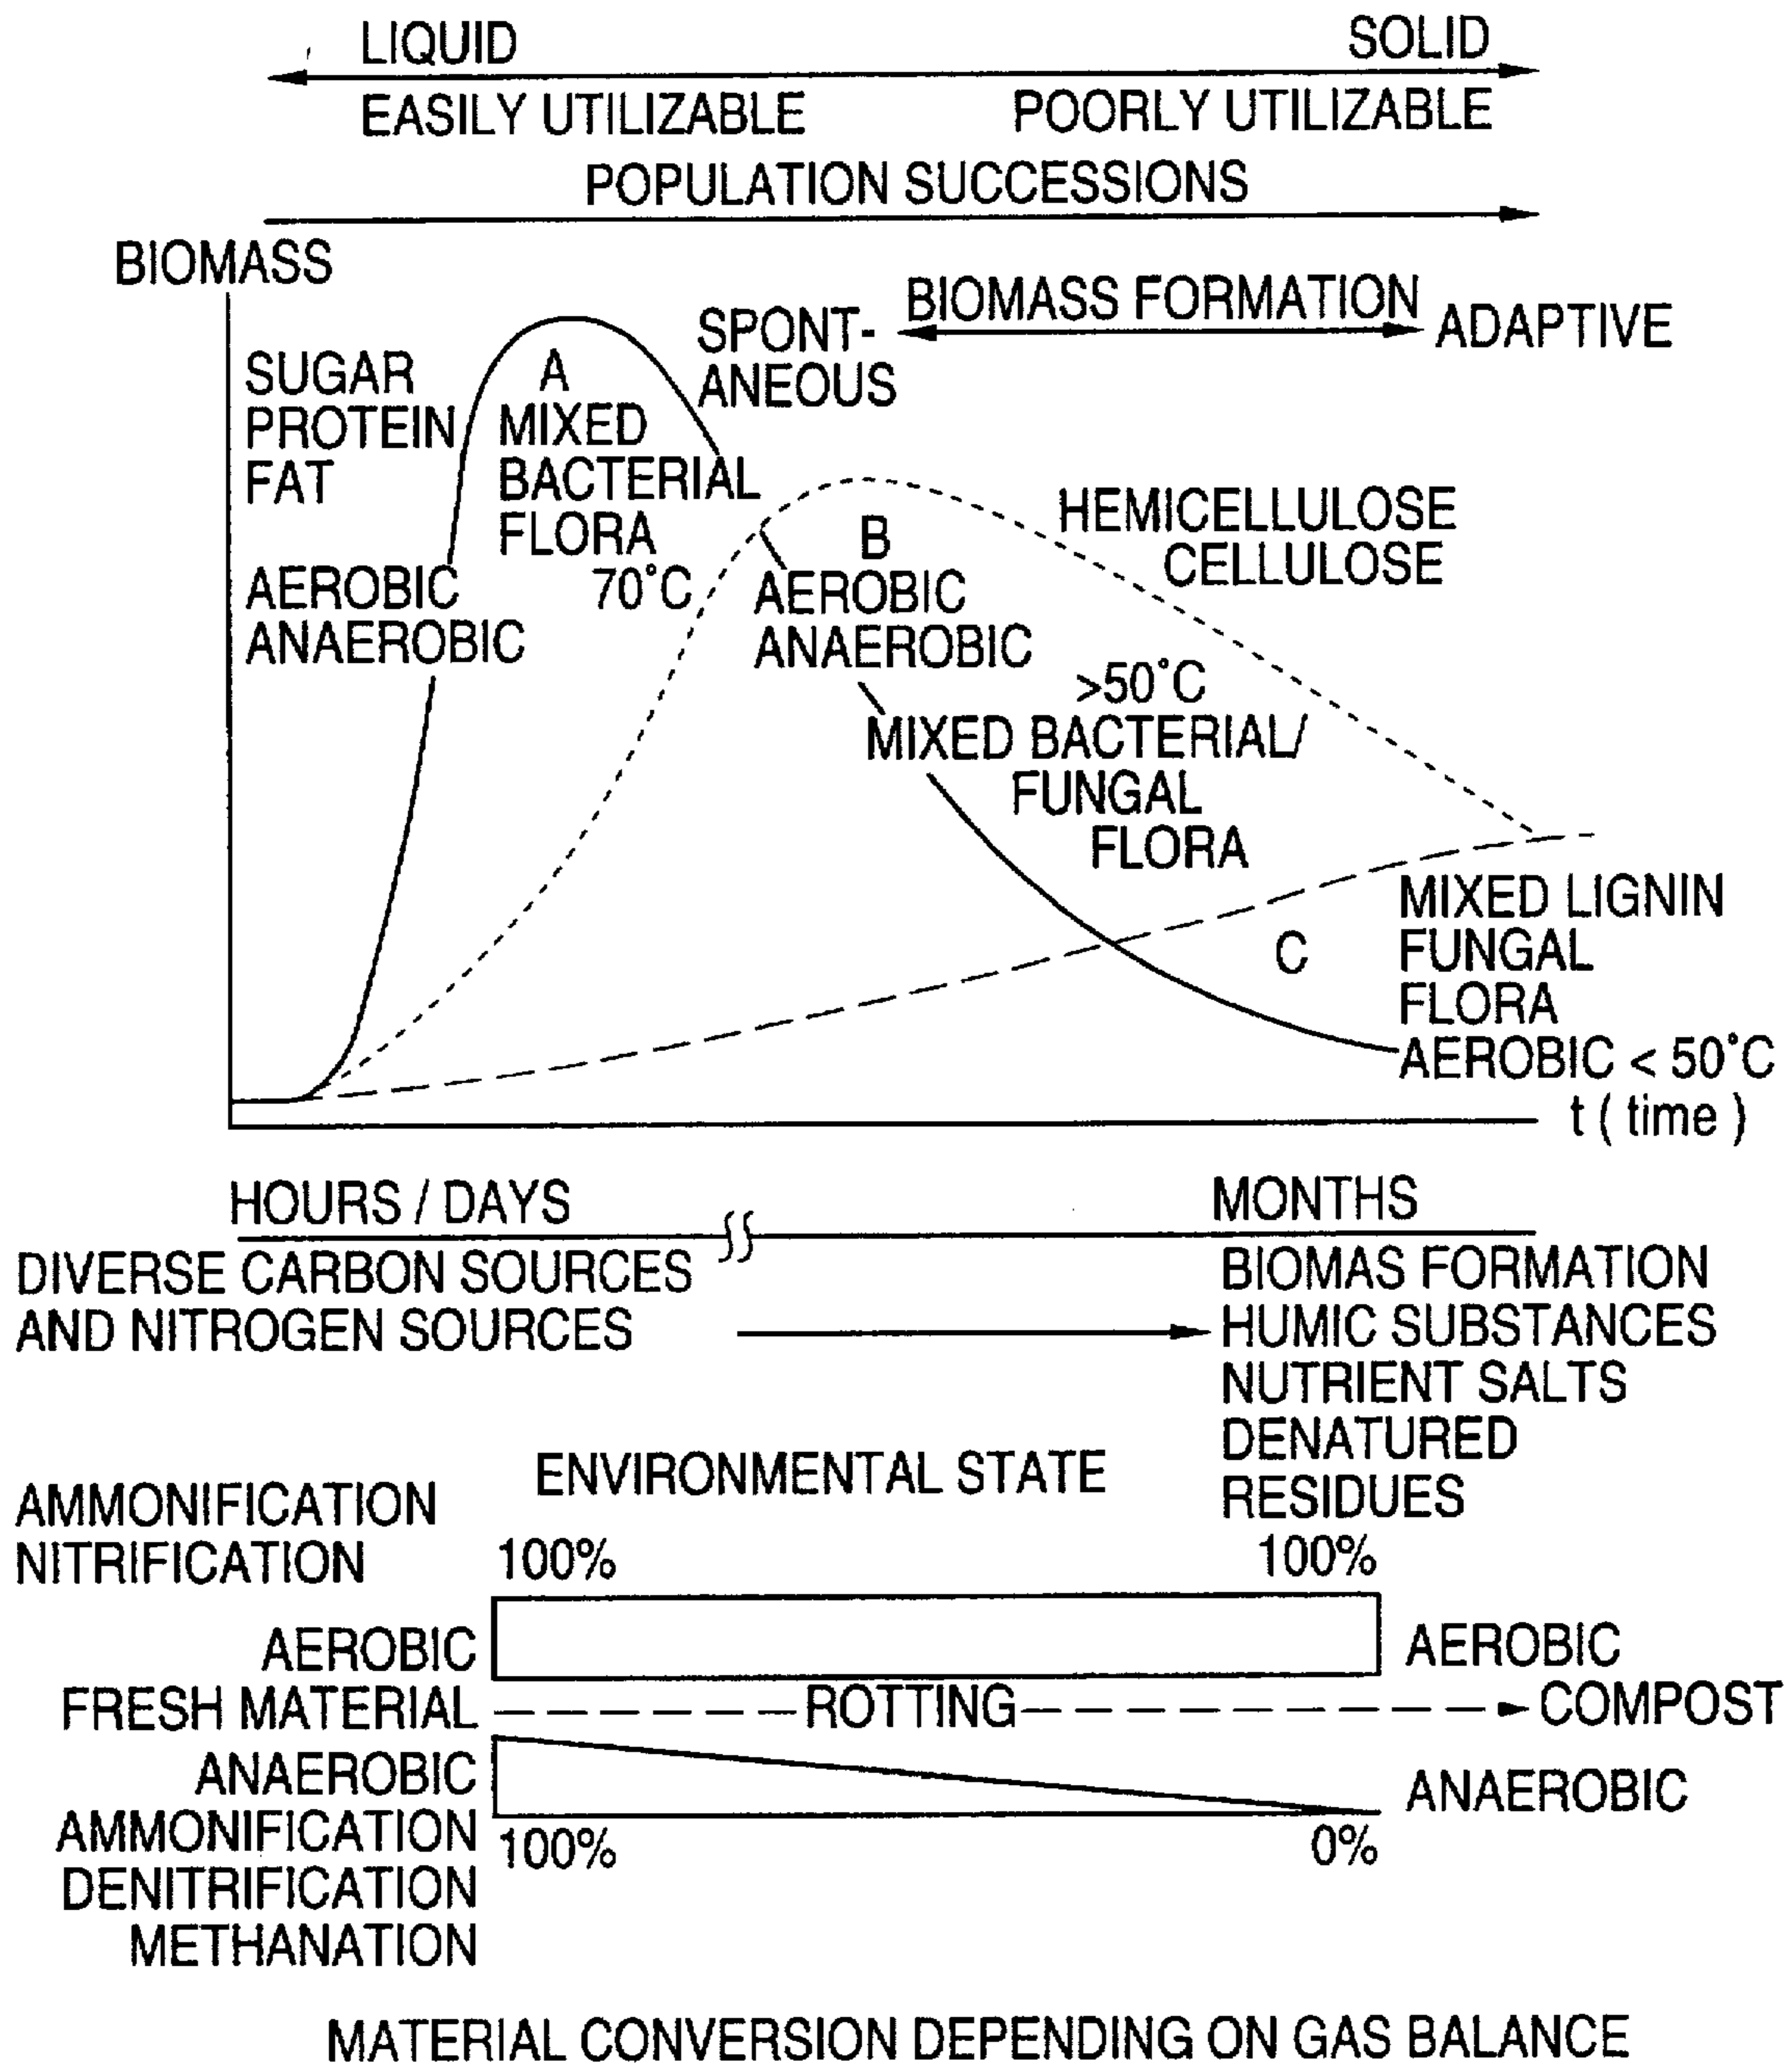 LIQUID SOLID
EASILY UTILIZABLE POORLY UTILIZABLE
POPULATION SUCCESSIONS
BIOMASS
BIOMASS FORMATION
SPONT-
ANEOUS
ADAPTIVE
SUGAR
PROTEIN
FAT
A
MIXED
BACTERIAL
FLORA
70°C
AEROBIC
ANAEROBIC
HEMICELLULOSE
CELLULOSE
B
AEROBIC
ANAEROBIC
>50°C
MIXED BACTERIAL/
FUNGAL
FLORA
C
MIXED LIGNIN
FUNGAL
FLORA
AEROBIC < 50°C
t ( time )
HOURS / DAYS MONTHS
DIVERSE CARBON SOURCES
AND NITROGEN SOURCES
BIOMAS FORMATION
HUMIC SUBSTANCES
NUTRIENT SALTS
DENATURED
RESIDUES
ENVIRONMENTAL STATE
AMMONIFICATION
NITRIFICATION
100% 100%
AEROBIC AEROBIC
FRESH MATERIAL ROTTING COMPOST
ANAEROBIC ANAEROBIC
AMMONIFICATION
DENITRIFICATION
METHANATION
100% 0%
MATERIAL CONVERSION DEPENDING ON GAS BALANCE